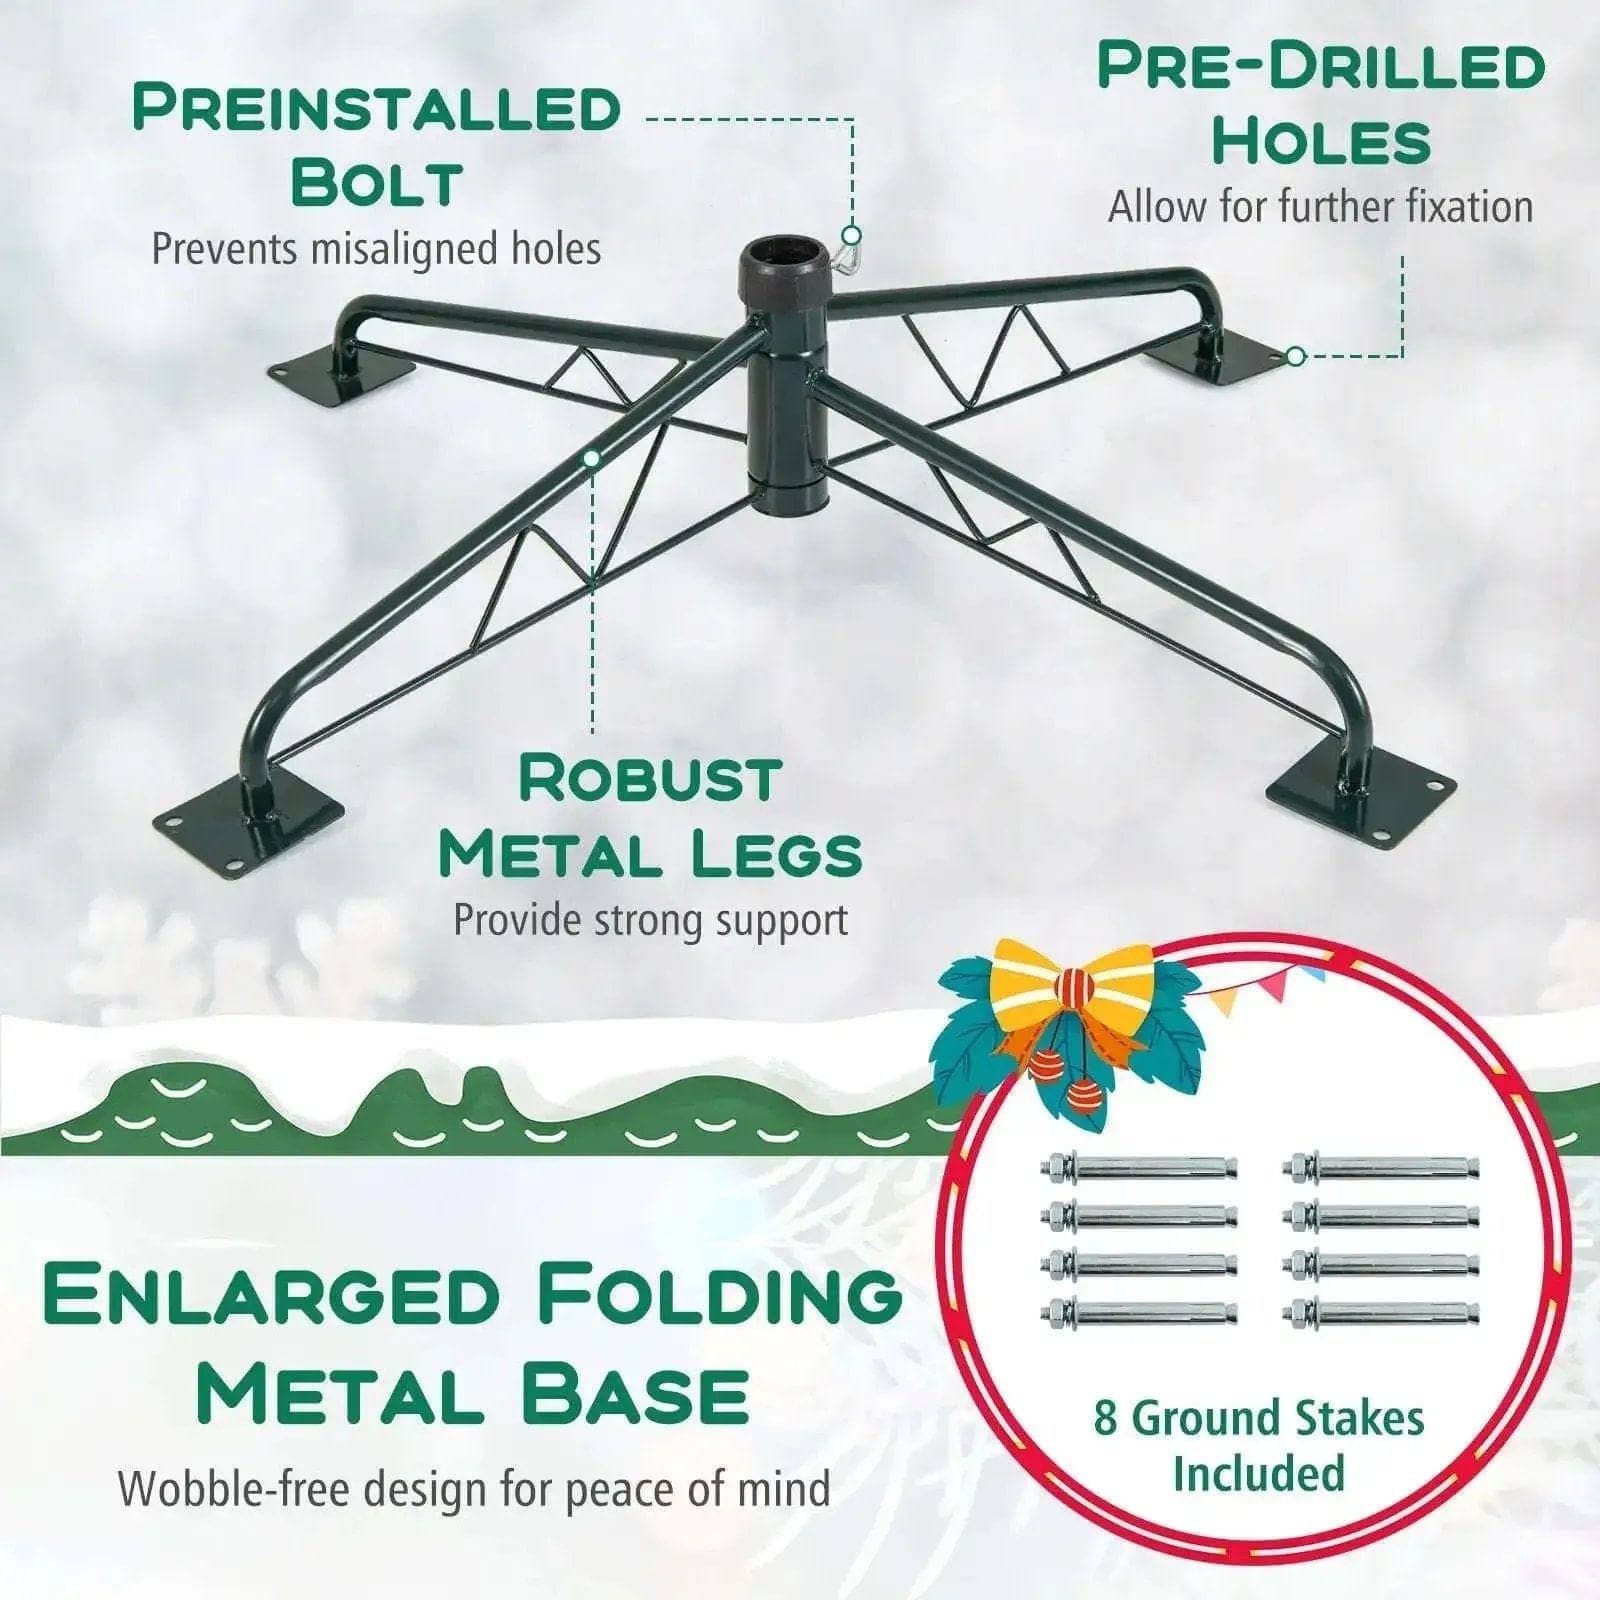 PREINSTALLED
BOLT
Prevents misaligned holes
PRE-DRILLED
HOLES
Allow for further fixation
ROBUST
METAL LEGS
Provide strong support
ENLARGED FOLDING
METAL BASE
Wobble-free design for peace of mind
8 Ground Stakes
Included